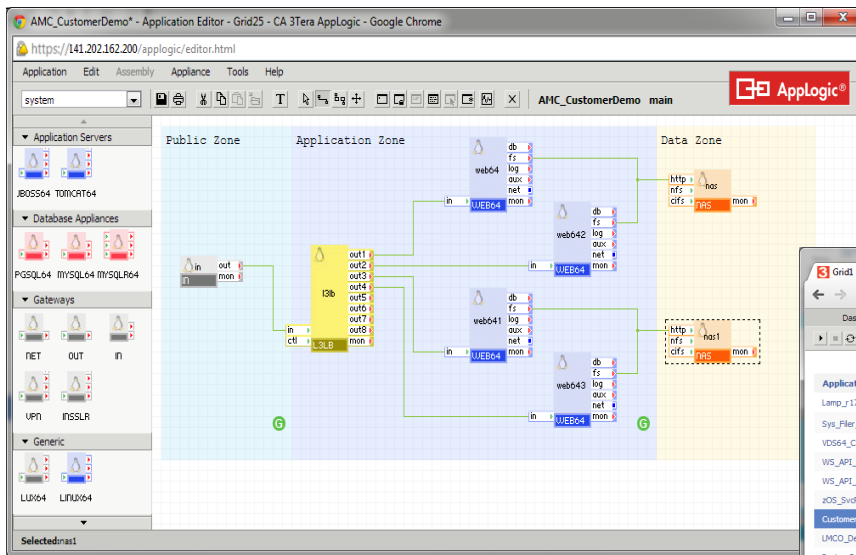 AMC_CustomerDemo* - Application Editor - Grid25 - CA 3Tera AppLogic - Google Chrome
https://141.202.162.200/applogic/editor.html
Application Edit Assembly Appliance Tools Help
system
T
AMC_CustomerDemo main
AppLogic®
Application Servers
JBOSS64 TOMCAT64
Database Appliances
PGSQL64 MYSQL64 MYSQLR64
Gateways
NET OUT IN
VPN INSSLR
Generic
LUX64 LINUX64
Selected:nas1
Public Zone
Application Zone
Data Zone
in
out
mon
IN
l3lb
out1
out2
out3
out4
out5
out6
out7
out8
in
ctl
mon
L3LB
web64
db
fs
log
aux
net
in
WEB64
mon
web642
db
fs
log
aux
net
in
WEB64
mon
web641
db
fs
log
aux
net
in
WEB64
mon
web643
db
fs
log
aux
net
in
WEB64
mon
http
nfs
cifs
nas
NAS
mon
http
nfs
cifs
nas1
NAS
mon
G
G
3 Grid1
Das
Applicat
Lamp_r17
Sys_Filer_
VDS64_C
WS_API_
WS_API_
zOS_Svc
Customer
LMCO_De